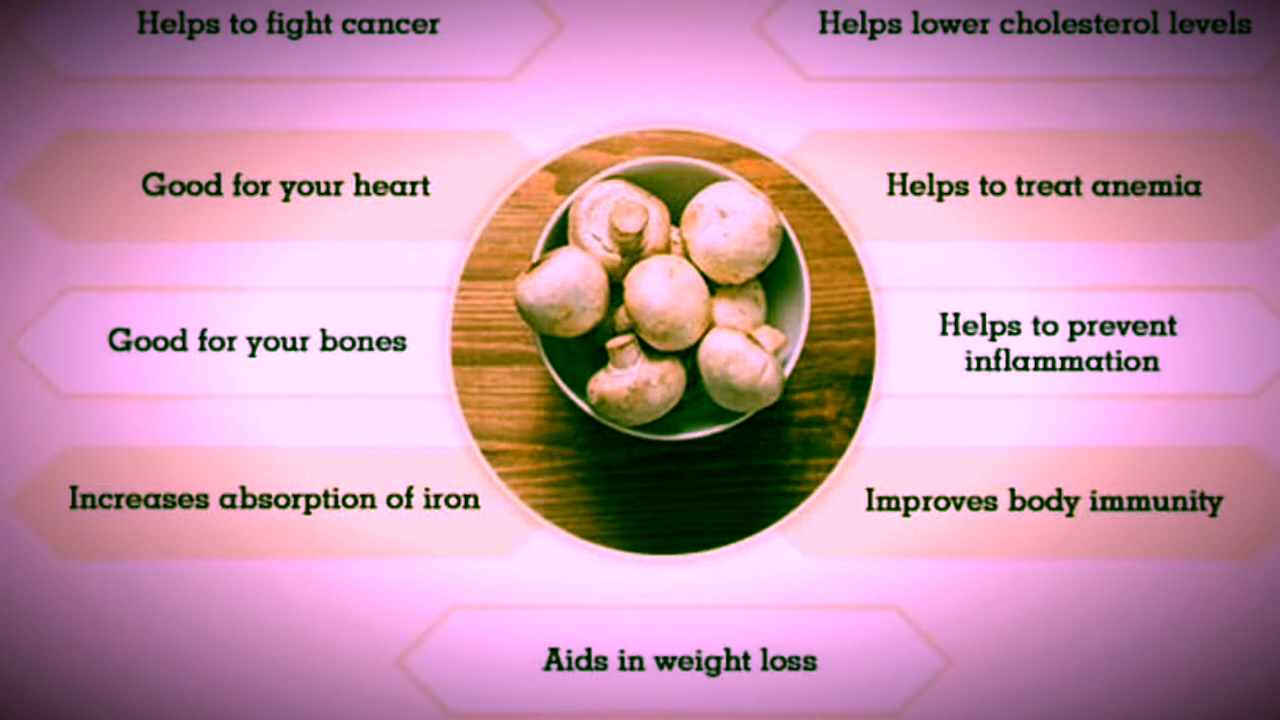 Helps to fight cancer
Helps lower cholesterol levels
Good for your heart
Helps to treat anemia
Good for your bones
Helps to prevent
inflammation
Increases absorption of iron
Improves body immunity
Aids in weight loss